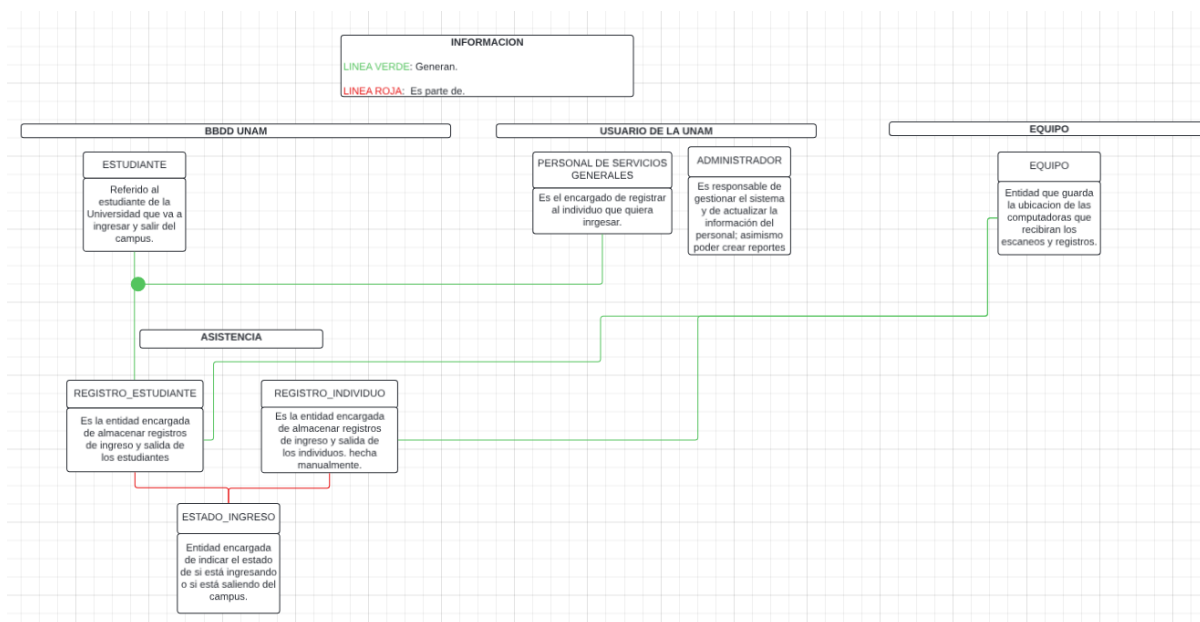 INFORMACION
LINEA VERDE: Generan.
LINEA ROJA: Es parte de.
BBDD UNAM
USUARIO DE LA UNAM
EQUIPO
ESTUDIANTE
Referido al
estudiante de la
Universidad que va a
ingresar y salir del
campus.
PERSONAL DE SERVICIOS
GENERALES
Es el encargado de registrar
al individuo que quiera
inrgesar.
ADMINISTRADOR
Es responsable de
gestionar el sistema
y de actualizar la
información del
personal; asimismo
poder crear reportes
EQUIPO
Entidad que guarda
la ubicacion de las
computadoras que
recibiran los
escaneos y registros.
ASISTENCIA
REGISTRO_ESTUDIANTE
Es la entidad encargada
de almacenar registros
de ingreso y salida de
los estudiantes
REGISTRO_INDIVIDUO
Es la entidad encargada
de almacenar registros
de ingreso y salida de
los individuos. hecha
manualmente.
ESTADO_INGRESO
Entidad encargada
de indicar el estado
de si está ingresando
o si está saliendo del
campus.